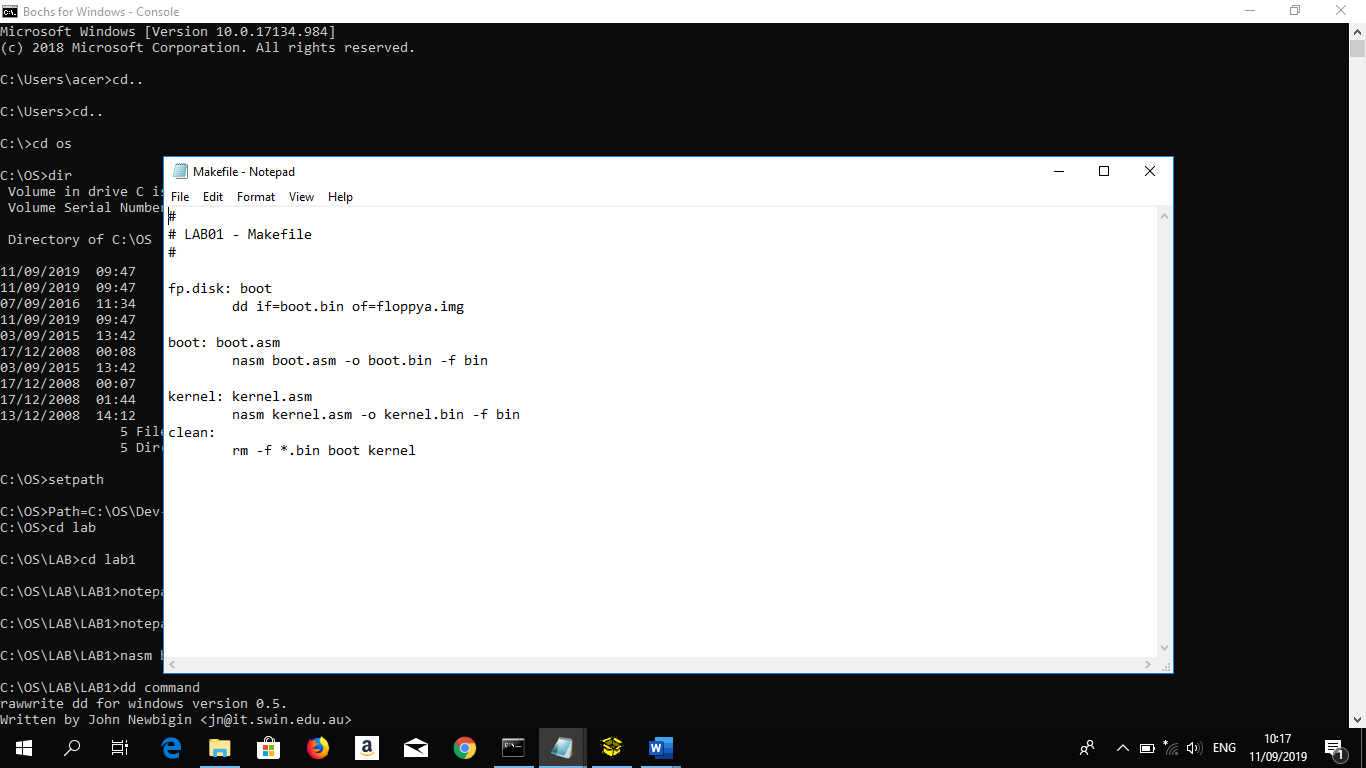 Bochs for Windows - Console
Microsoft Windows [Version 10.0.17134.984]
(c) 2018 Microsoft Corporation. All rights reserved.
C:\Users\acer>cd..
C:\Users>cd..
C:\>cd os
C:\OS>dir
Volume in drive C
Volume Serial
Directory of C:\OS
11/09/2019 09:47
11/09/2019 09:47
07/09/2016 11:34
11/09/2019 09:47
03/09/2015 13:42
17/12/2008 00:08
03/09/2015 13:42
17/12/2008 00:07
17/12/2008 01:44
13/12/2008 14:12
5
5
C:\OS>setpath
C:\OS>Path=C:\OS\Dev
C:\OS>cd lab
C:\OS\LAB>cd lab1
C:\OS\LAB\LAB1>notepa
C:\OS\LAB\LAB1>notepa
C:\OS\LAB\LAB1>nasm
C:\OS\LAB\LAB1>dd command
rawwrite dd for windows version 0.5.
Written by John Newbigin <jn@it.swin.edu.au>
Makefile - Notepad
File Edit Format View Help
#
# LAB01 - Makefile
#
fp.disk: boot
dd if=boot.bin of=floppya.img
boot: boot.asm
nasm boot.asm -o boot.bin -f bin
kernel: kernel.asm
nasm kernel.asm -o kernel.bin -f bin
clean:
rm -f *.bin boot kernel
ENG
10:17
11/09/2019
1